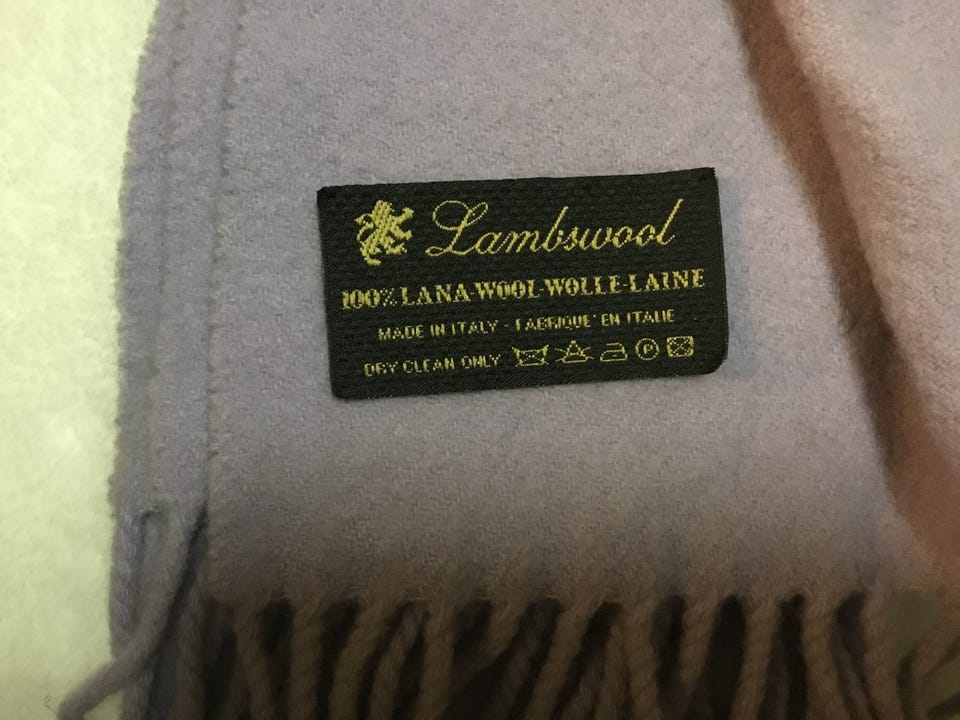 Lambswool
100% LANA-WOOL-WOLLE-LAINE
MADE IN ITALY - FABRIQUE' EN ITALIE
DRY CLEAN ONLY P